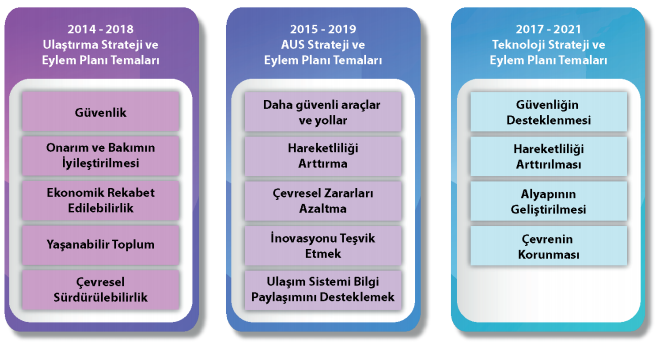 2014 - 2018
Ulaştırma Strateji ve
Eylem Planı Temaları
Güvenlik
Onarım ve Bakımın
İyileştirilmesi
Ekonomik Rekabet
Edilebilirlik
Yaşanabilir Toplum
Çevresel
Sürdürülebilirlik
2015 - 2019
AUS Strateji ve
Eylem Planı Temaları
Daha güvenli araçlar
ve yollar
Hareketliliği
Arttırma
Çevresel Zararları
Azaltma
İnovasyonu Teşvik
Etmek
Ulaşım Sistemi Bilgi
Paylaşımını Desteklemek
2017 - 2021
Teknoloji Strateji ve
Eylem Planı Temaları
Güvenliğin
Desteklenmesi
Hareketliliği
Arttırılması
Alyapının
Geliştirilmesi
Çevrenin
Korunması